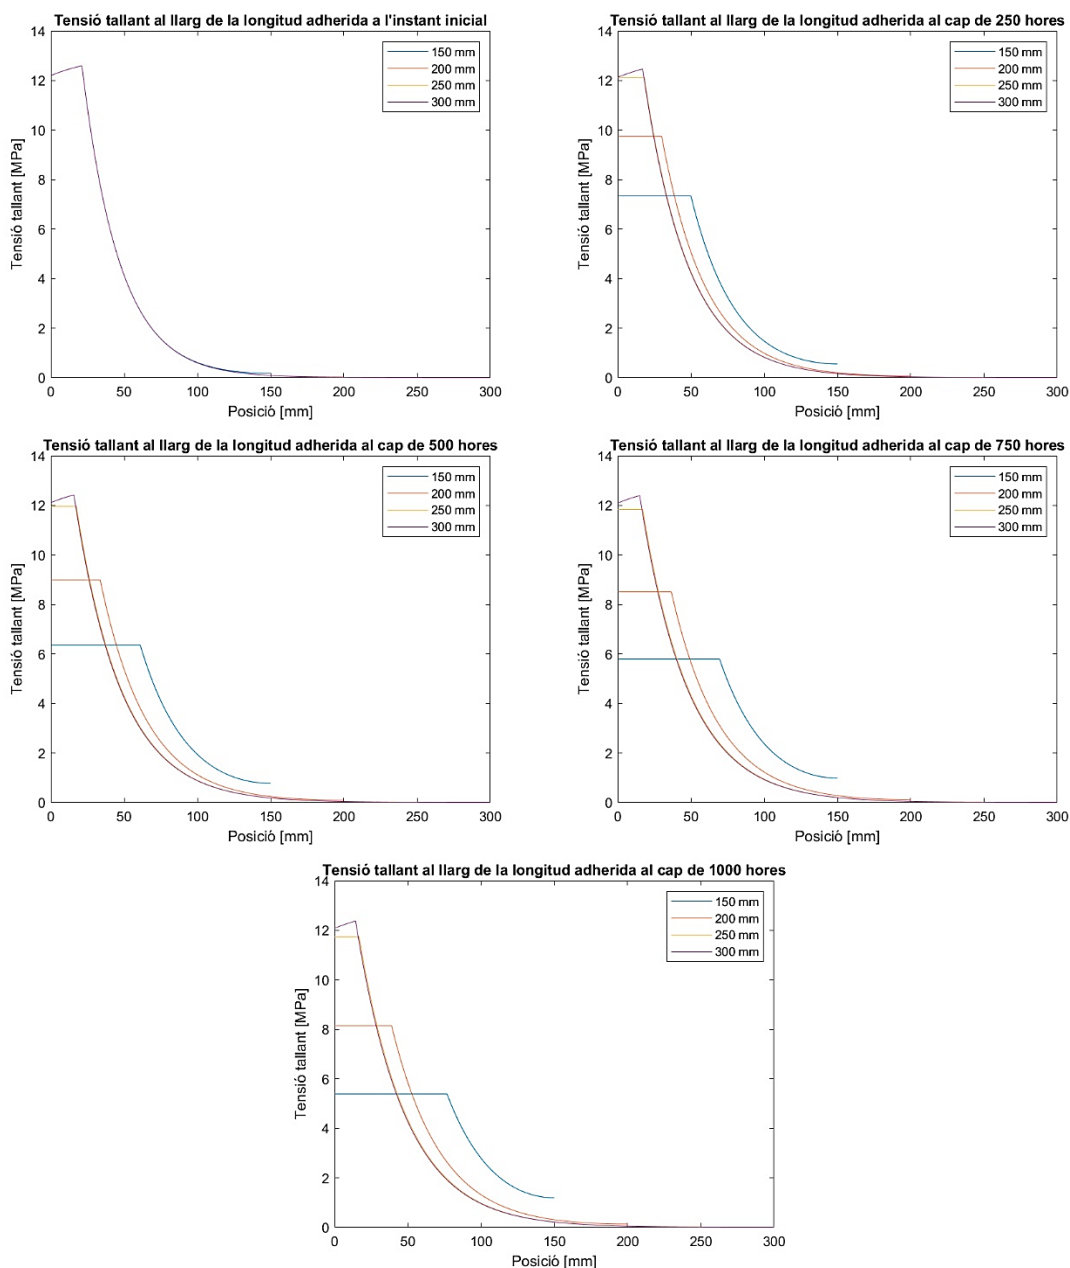 Tensió tallant al llarg de la longitud adherida a l'instant inicial
14
12
10
8
6
4
2
0
Tensió tallant [MPa]
150 mm
200 mm
250 mm
300 mm
0 50 100 150 200 250 300
Posició [mm]
Tensió tallant al llarg de la longitud adherida al cap de 250 hores
14
12
10
8
6
4
2
0
Tensió tallant [MPa]
150 mm
200 mm
250 mm
300 mm
0 50 100 150 200 250 300
Posició [mm]
Tensió tallant al llarg de la longitud adherida al cap de 500 hores
14
12
10
8
6
4
2
0
Tensió tallant [MPa]
150 mm
200 mm
250 mm
300 mm
0 50 100 150 200 250 300
Posició [mm]
Tensió tallant al llarg de la longitud adherida al cap de 750 hores
14
12
10
8
6
4
2
0
Tensió tallant [MPa]
150 mm
200 mm
250 mm
300 mm
0 50 100 150 200 250 300
Posició [mm]
Tensió tallant al llarg de la longitud adherida al cap de 1000 hores
14
12
10
8
6
4
2
0
Tensió tallant [MPa]
150 mm
200 mm
250 mm
300 mm
0 50 100 150 200 250 300
Posició [mm]